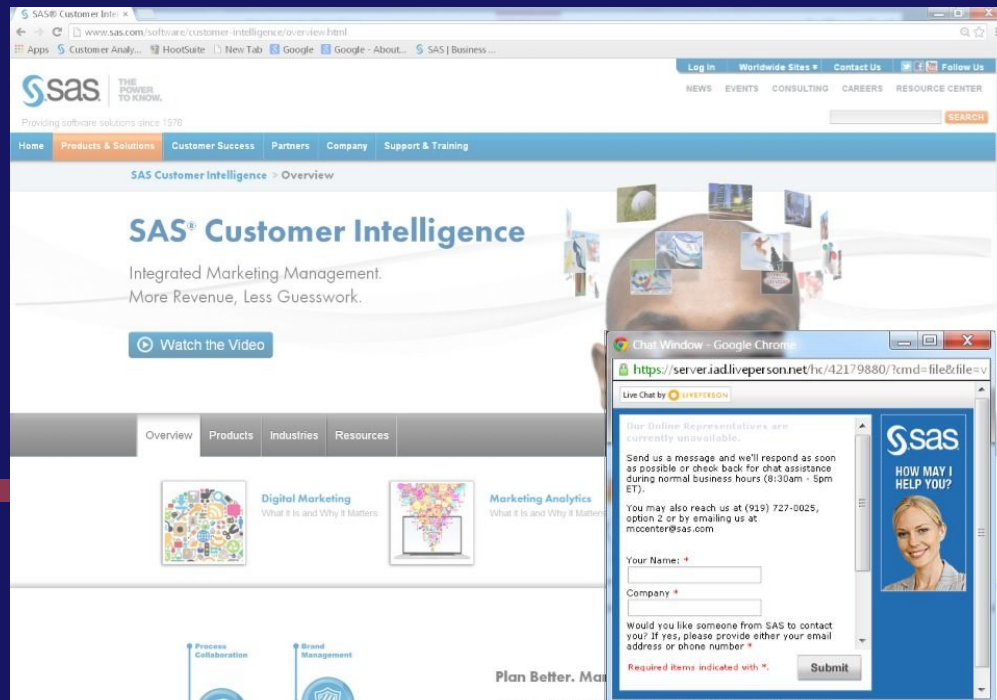 SAS® Customer Intel
www.sas.com/software/customer-intelligence/overview.html
Apps Customer Analy... HootSuite New Tab Google Google - About... SAS | Business ...
Log In Worldwide Sites Contact Us Follow Us
sas THE POWER TO KNOW.
NEWS EVENTS CONSULTING CAREERS RESOURCE CENTER
Providing software solutions since 1976
SEARCH
Home Products & Solutions Customer Success Partners Company Support & Training
SAS Customer Intelligence > Overview
SAS® Customer Intelligence
Integrated Marketing Management.
More Revenue, Less Guesswork.
Watch the Video
Overview Products Industries Resources
Digital Marketing
What it is and Why it Matters
Marketing Analytics
What it is and Why it Matters
Process
Collaboration
Brand
Management
Plan Better. Ma
Chat Window - Google Chrome
https://server.iad.liveperson.net/hc/42179880/?cmd=file&file=v
Live Chat by LIVEPERSON
Our Online Representatives are
currently unavailable.
Send us a message and we'll respond as soon
as possible or check back for chat assistance
during normal business hours (8:30am - 5pm
ET).
You may also reach us at (919) 727-0025,
option 2 or by emailing us at
mccenter@sas.com
Your Name: *
Company *
Would you like someone from SAS to contact
you? If yes, please provide either your email
address or phone number *
Required items indicated with *.
Submit
sas
HOW MAY I
HELP YOU?